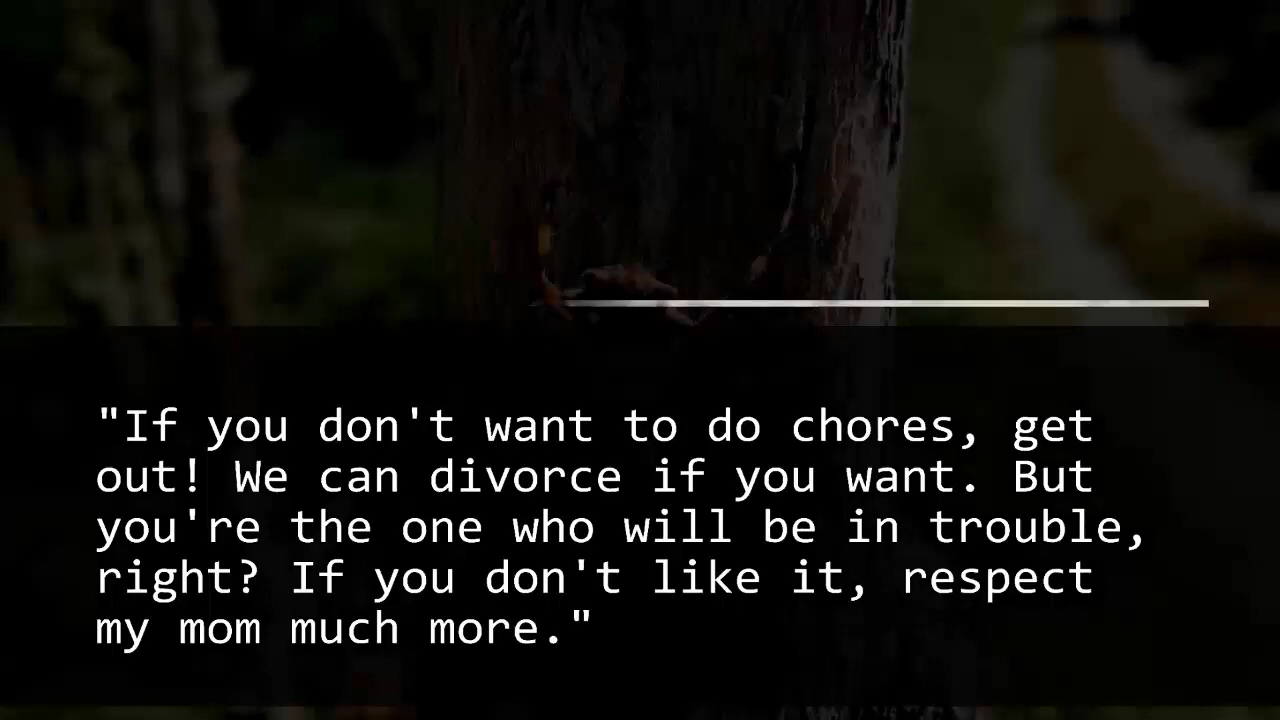 "If you don't want to do chores, get
out! We can divorce if you want. But
you're the one who will be in trouble,
right? If you don't like it, respect
my mom much more."